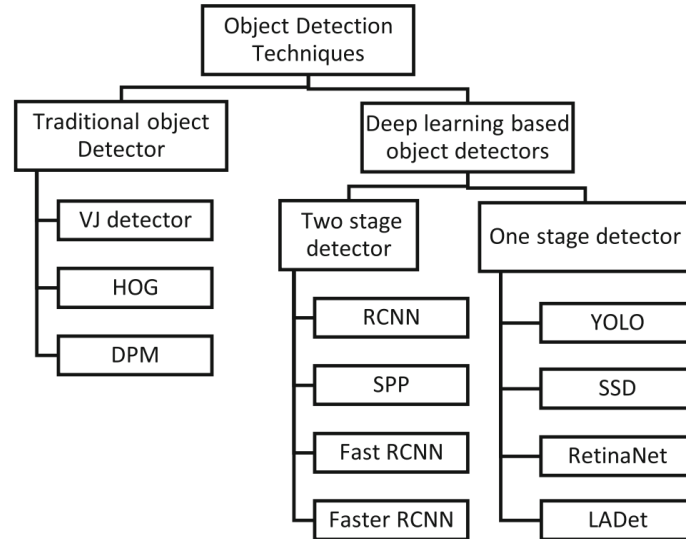 Object Detection
Techniques
Traditional object
Detector
Deep learning based
object detectors
VJ detector
HOG
DPM
Two stage
detector
One stage detector
RCNN
SPP
Fast RCNN
Faster RCNN
YOLO
SSD
RetinaNet
LADet